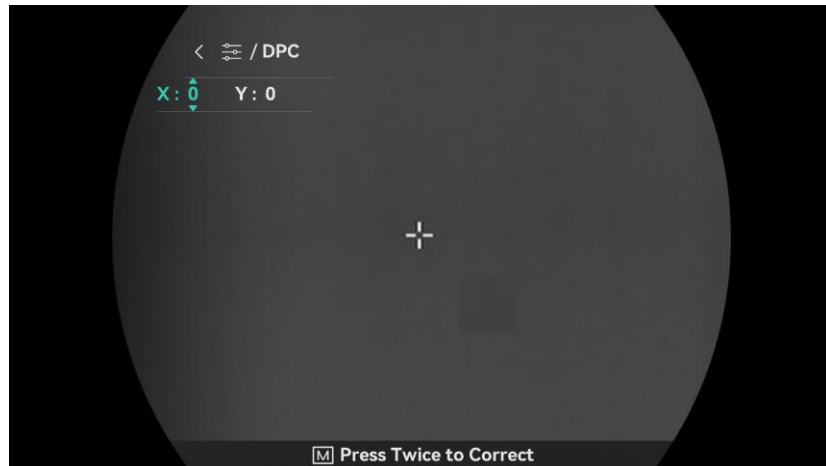 / DPC
X: 0 Y: 0
M Press Twice to Correct